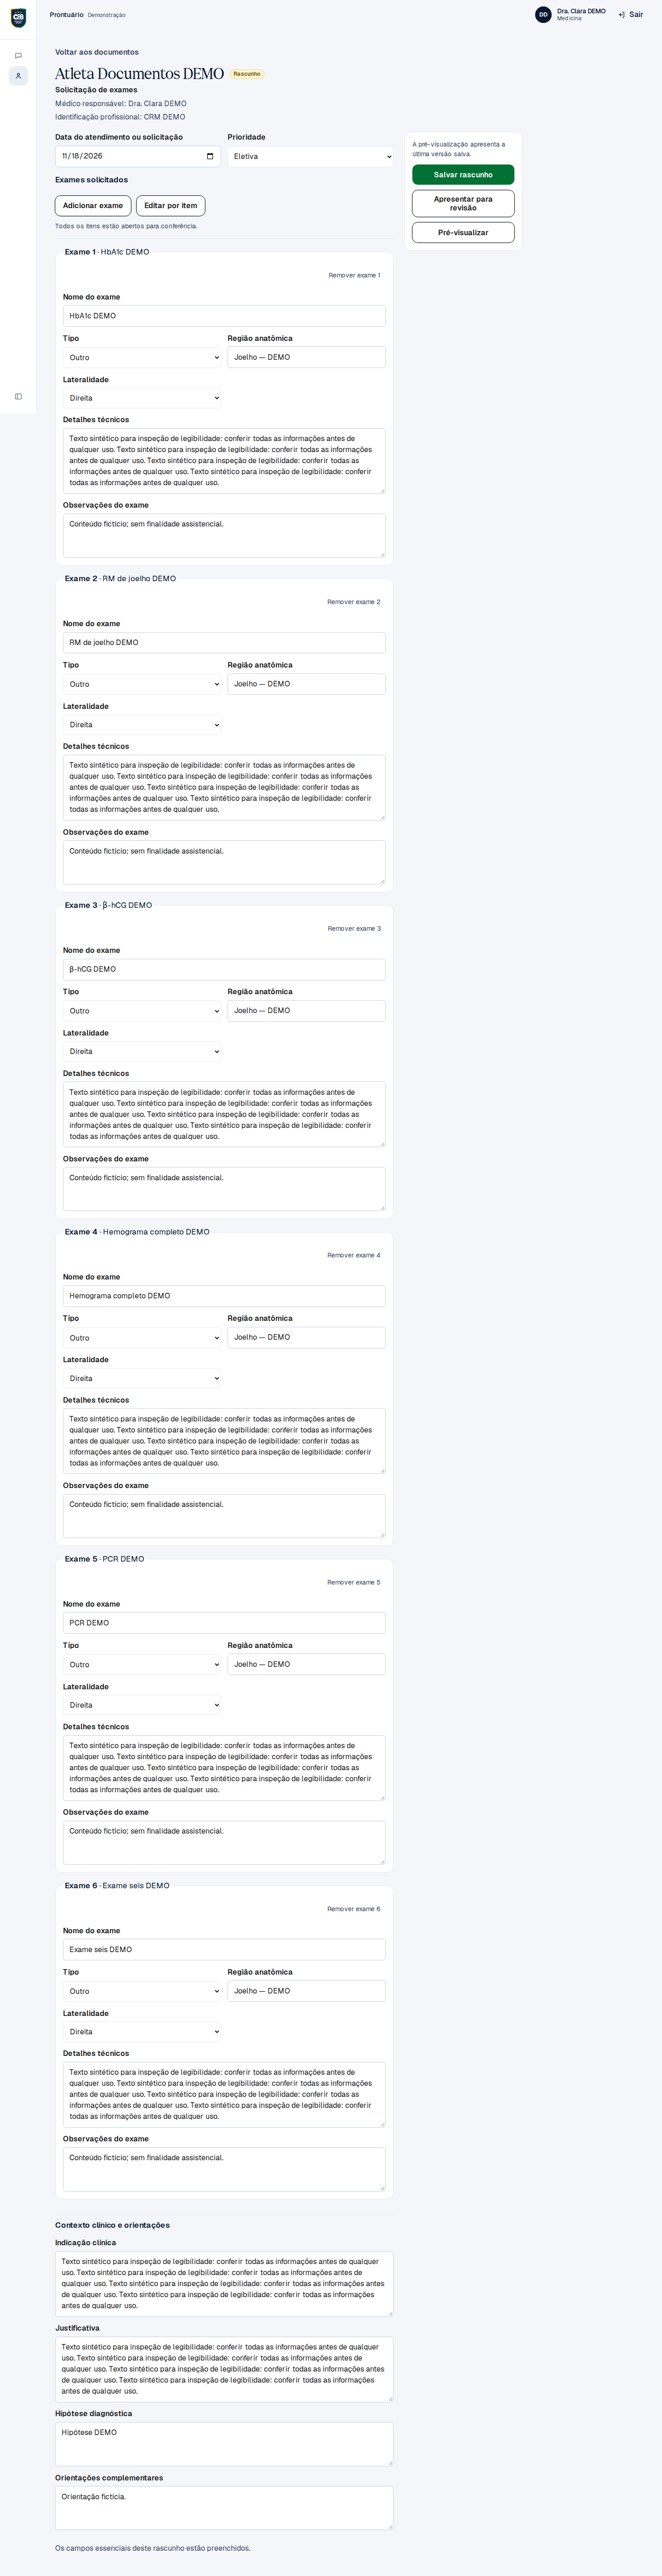 CBB
Prontuário Demonstração
DD
Dra. Clara DEMO
Medicina
Sair
Voltar aos documentos
Atleta Documentos DEMO Rascunho
Solicitação de exames
Médico responsável: Dra. Clara DEMO
Identificação profissional: CRM DEMO
Data do atendimento ou solicitação
Prioridade
11/18/2026
Eletiva
Exames solicitados
Adicionar exame
Editar por item
Todos os itens estão abertos para conferência.
A pré-visualização apresenta a
última versão salva.
Salvar rascunho
Apresentar para
revisão
Pré-visualizar
Exame 1 · HbA1c DEMO
Remover exame 1
Nome do exame
HbA1c DEMO
Tipo
Região anatômica
Outro
Joelho — DEMO
Lateralidade
Direita
Detalhes técnicos
Texto sintético para inspeção de legibilidade: conferir todas as informações antes de
qualquer uso. Texto sintético para inspeção de legibilidade: conferir todas as informações
antes de qualquer uso. Texto sintético para inspeção de legibilidade: conferir todas as
informações antes de qualquer uso. Texto sintético para inspeção de legibilidade: conferir
todas as informações antes de qualquer uso.
Observações do exame
Conteúdo fictício; sem finalidade assistencial.
Exame 2 · RM de joelho DEMO
Remover exame 2
Nome do exame
RM de joelho DEMO
Tipo
Região anatômica
Outro
Joelho — DEMO
Lateralidade
Direita
Detalhes técnicos
Texto sintético para inspeção de legibilidade: conferir todas as informações antes de
qualquer uso. Texto sintético para inspeção de legibilidade: conferir todas as informações
antes de qualquer uso. Texto sintético para inspeção de legibilidade: conferir todas as
informações antes de qualquer uso. Texto sintético para inspeção de legibilidade: conferir
todas as informações antes de qualquer uso.
Observações do exame
Conteúdo fictício; sem finalidade assistencial.
Exame 3 · β-hCG DEMO
Remover exame 3
Nome do exame
β-hCG DEMO
Tipo
Região anatômica
Outro
Joelho — DEMO
Lateralidade
Direita
Detalhes técnicos
Texto sintético para inspeção de legibilidade: conferir todas as informações antes de
qualquer uso. Texto sintético para inspeção de legibilidade: conferir todas as informações
antes de qualquer uso. Texto sintético para inspeção de legibilidade: conferir todas as
informações antes de qualquer uso. Texto sintético para inspeção de legibilidade: conferir
todas as informações antes de qualquer uso.
Observações do exame
Conteúdo fictício; sem finalidade assistencial.
Exame 4 · Hemograma completo DEMO
Remover exame 4
Nome do exame
Hemograma completo DEMO
Tipo
Região anatômica
Outro
Joelho — DEMO
Lateralidade
Direita
Detalhes técnicos
Texto sintético para inspeção de legibilidade: conferir todas as informações antes de
qualquer uso. Texto sintético para inspeção de legibilidade: conferir todas as informações
antes de qualquer uso. Texto sintético para inspeção de legibilidade: conferir todas as
informações antes de qualquer uso. Texto sintético para inspeção de legibilidade: conferir
todas as informações antes de qualquer uso.
Observações do exame
Conteúdo fictício; sem finalidade assistencial.
Exame 5 · PCR DEMO
Remover exame 5
Nome do exame
PCR DEMO
Tipo
Região anatômica
Outro
Joelho — DEMO
Lateralidade
Direita
Detalhes técnicos
Texto sintético para inspeção de legibilidade: conferir todas as informações antes de
qualquer uso. Texto sintético para inspeção de legibilidade: conferir todas as informações
antes de qualquer uso. Texto sintético para inspeção de legibilidade: conferir todas as
informações antes de qualquer uso. Texto sintético para inspeção de legibilidade: conferir
todas as informações antes de qualquer uso.
Observações do exame
Conteúdo fictício; sem finalidade assistencial.
Exame 6 · Exame seis DEMO
Remover exame 6
Nome do exame
Exame seis DEMO
Tipo
Região anatômica
Outro
Joelho — DEMO
Lateralidade
Direita
Detalhes técnicos
Texto sintético para inspeção de legibilidade: conferir todas as informações antes de
qualquer uso. Texto sintético para inspeção de legibilidade: conferir todas as informações
antes de qualquer uso. Texto sintético para inspeção de legibilidade: conferir todas as
informações antes de qualquer uso. Texto sintético para inspeção de legibilidade: conferir
todas as informações antes de qualquer uso.
Observações do exame
Conteúdo fictício; sem finalidade assistencial.
Contexto clínico e orientações
Indicação clínica
Texto sintético para inspeção de legibilidade: conferir todas as informações antes de qualquer
uso. Texto sintético para inspeção de legibilidade: conferir todas as informações antes de
qualquer uso. Texto sintético para inspeção de legibilidade: conferir todas as informações antes
de qualquer uso. Texto sintético para inspeção de legibilidade: conferir todas as informações
antes de qualquer uso.
Justificativa
Texto sintético para inspeção de legibilidade: conferir todas as informações antes de qualquer
uso. Texto sintético para inspeção de legibilidade: conferir todas as informações antes de
qualquer uso. Texto sintético para inspeção de legibilidade: conferir todas as informações antes
de qualquer uso. Texto sintético para inspeção de legibilidade: conferir todas as informações
antes de qualquer uso.
Hipótese diagnóstica
Hipótese DEMO
Orientações complementares
Orientação fictícia.
Os campos essenciais deste rascunho estão preenchidos.